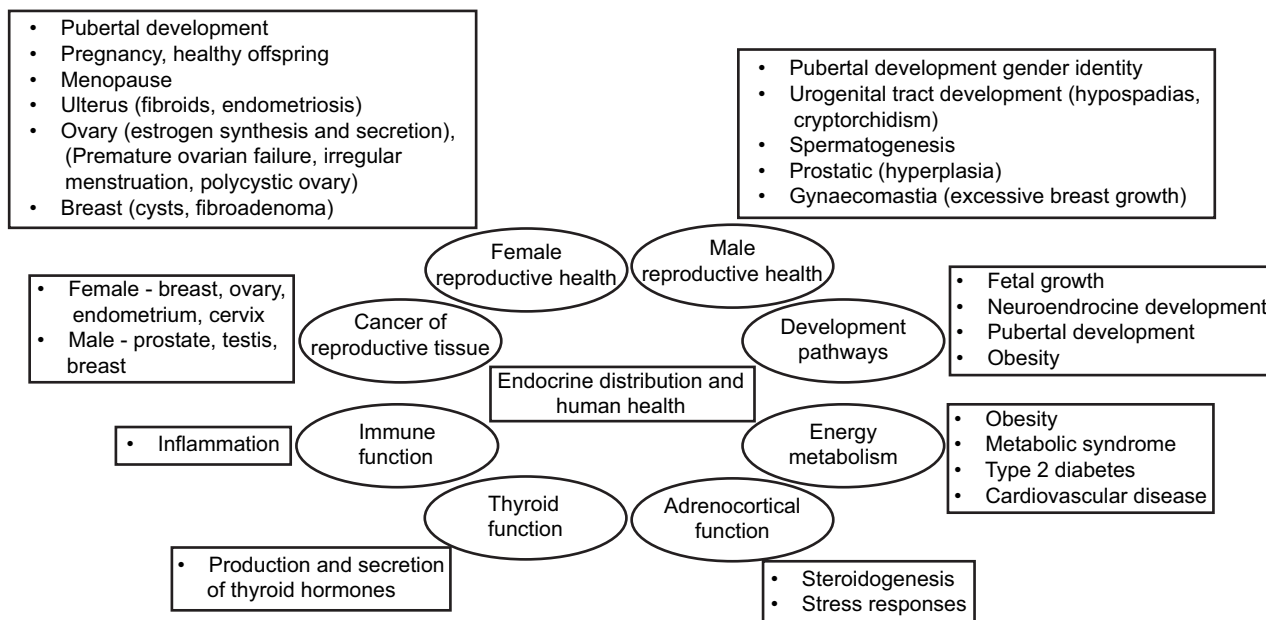 • Pubertal development
• Pregnancy, healthy offspring
• Menopause
• Ulterus (fibroids, endometriosis)
• Ovary (estrogen synthesis and secretion),
(Premature ovarian failure, irregular
menstruation, polycystic ovary)
• Breast (cysts, fibroadenoma)
• Pubertal development gender identity
• Urogenital tract development (hypospadias,
cryptorchidism)
• Spermatogenesis
• Prostatic (hyperplasia)
• Gynaecomastia (excessive breast growth)
Female
reproductive health
Male
reproductive health
• Female - breast, ovary,
endometrium, cervix
• Male - prostate, testis,
breast
Cancer of
reproductive tissue
Development
pathways
• Fetal growth
• Neuroendocrine development
• Pubertal development
• Obesity
Endocrine distribution and
human health
• Inflammation
Immune
function
Energy
metabolism
• Obesity
• Metabolic syndrome
• Type 2 diabetes
• Cardiovascular disease
Thyroid
function
Adrenocortical
function
• Production and secretion
of thyroid hormones
• Steroidogenesis
• Stress responses